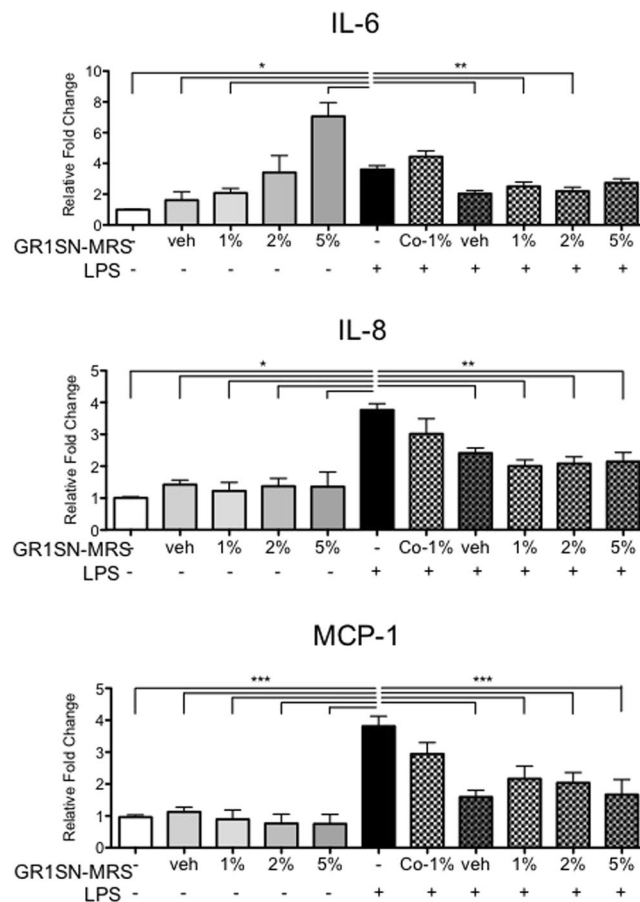 IL-6
* **
Relative Fold Change
10
8
6
4
2
0
GR1SN-MRS - veh 1% 2% 5% - Co-1% veh 1% 2% 5%
LPS - - - - - + + + + + +
IL-8
* **
Relative Fold Change
5
4
3
2
1
0
GR1SN-MRS - veh 1% 2% 5% - Co-1% veh 1% 2% 5%
LPS - - - - - + + + + + +
MCP-1
*** ***
Relative Fold Change
5
4
3
2
1
0
GR1SN-MRS - veh 1% 2% 5% - Co-1% veh 1% 2% 5%
LPS - - - - - + + + + + +